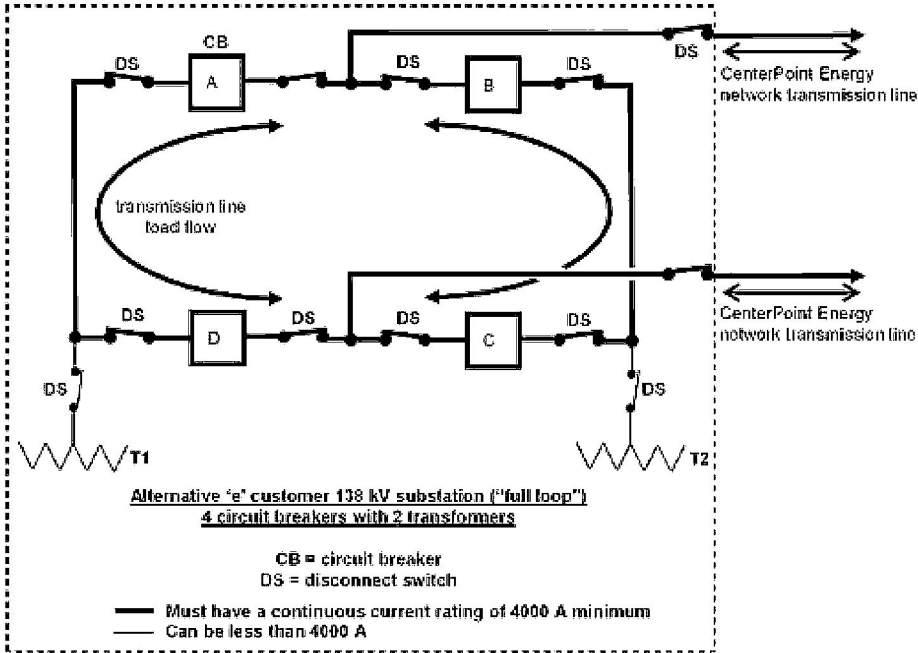 CB
DS
A
DS
B
DS
DS
CenterPoint Energy
network transmission line
transmission line
load flow
DS
D
DS
DS
C
DS
CenterPoint Energy
network transmission line
DS
T1
DS
T2
Alternative 'e' customer 138 kV substation ("full loop")
4 circuit breakers with 2 transformers
CB = circuit breaker
DS = disconnect switch
Must have a continuous current rating of 4000 A minimum
Can be less than 4000 A